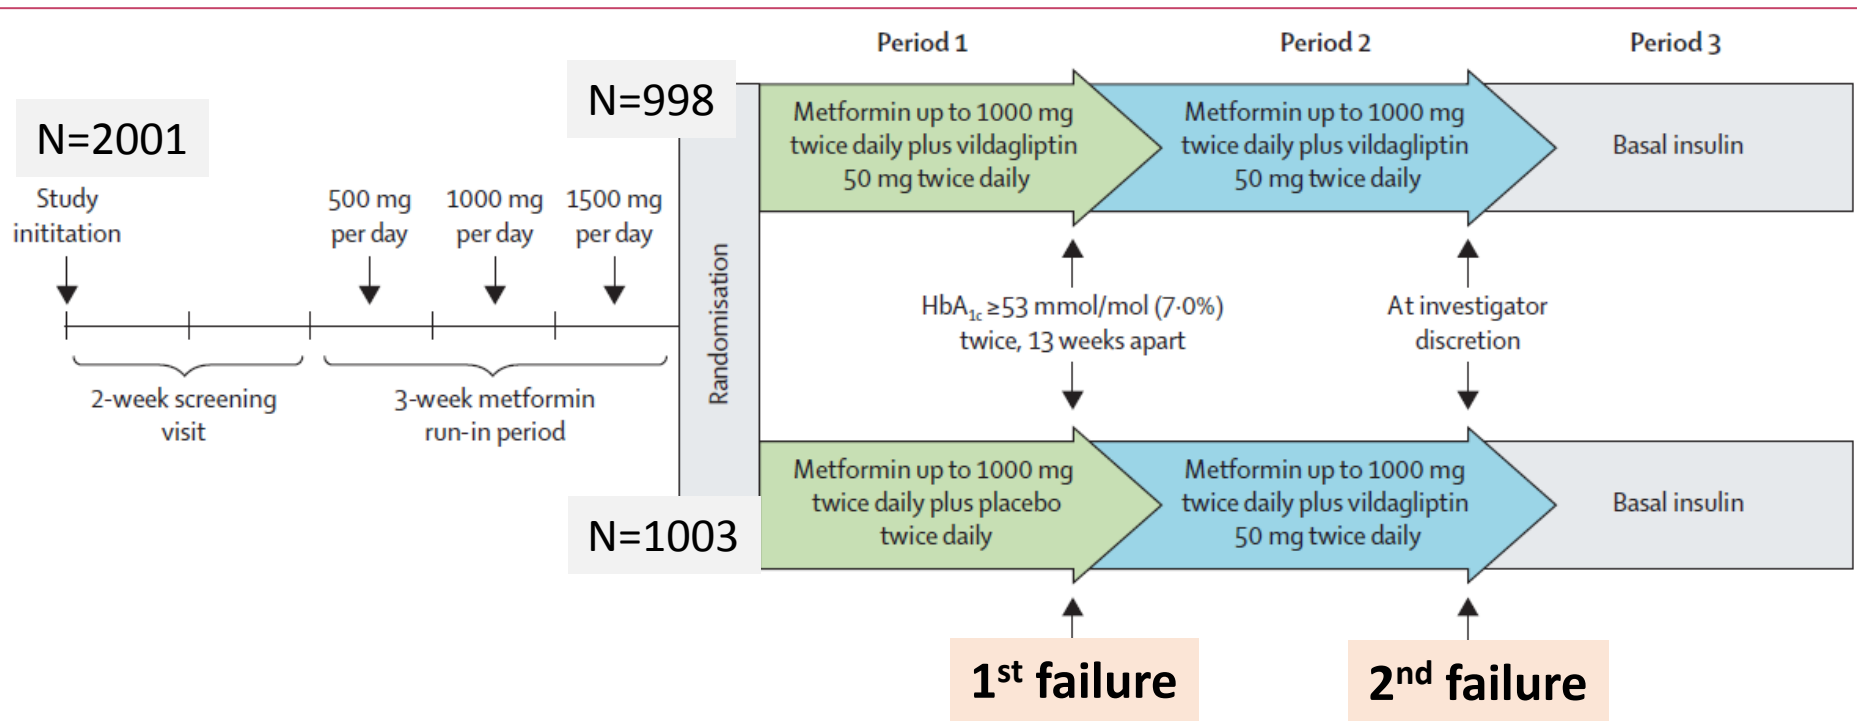 Period 1
Period 2
Period 3
N=2001
N=998
Study
inititation
500 mg
per day
1000 mg
per day
1500 mg
per day
2-week screening
visit
3-week metformin
run-in period
Randomisation
Metformin up to 1000 mg
twice daily plus vildagliptin
50 mg twice daily
Metformin up to 1000 mg
twice daily plus vildagliptin
50 mg twice daily
Basal insulin
HbA1c ≥53 mmol/mol (7·0%)
twice, 13 weeks apart
At investigator
discretion
N=1003
Metformin up to 1000 mg
twice daily plus placebo
twice daily
Metformin up to 1000 mg
twice daily plus vildagliptin
50 mg twice daily
Basal insulin
1st failure
2nd failure